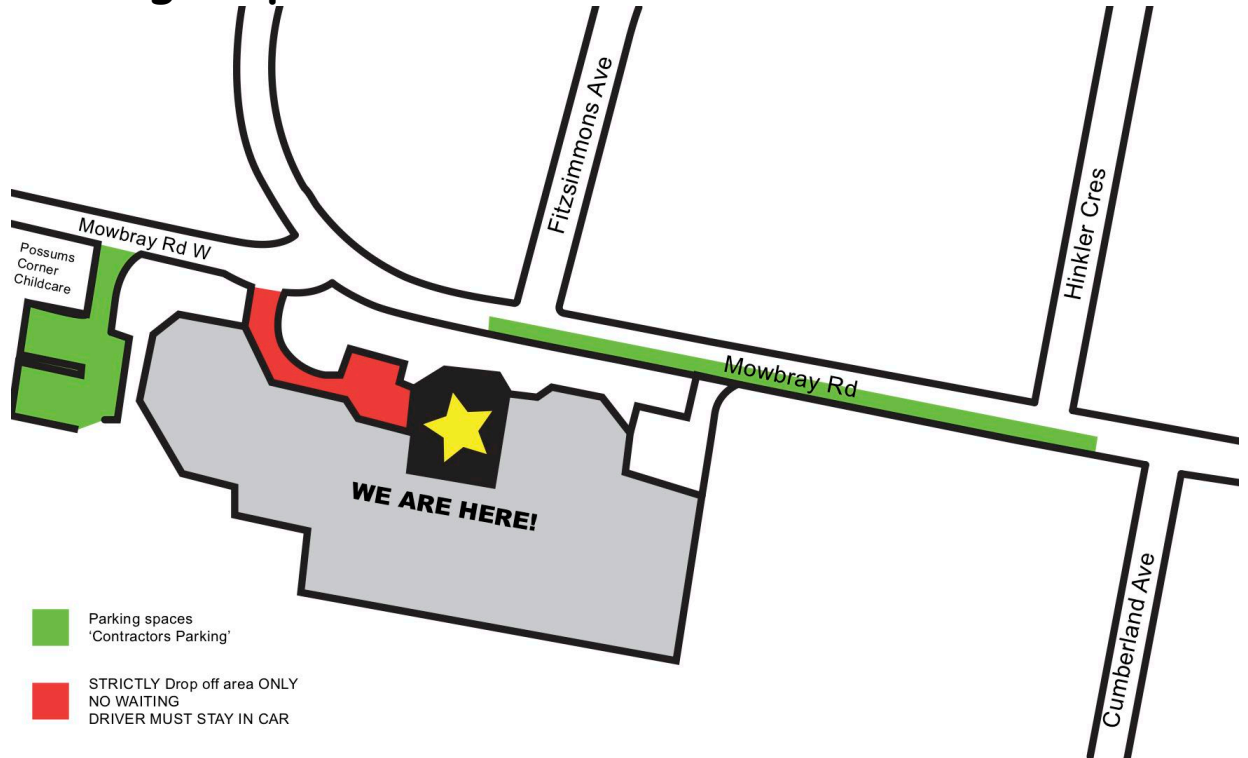 Fitzsimmons Ave
Hinkler Cres
Mowbray Rd W
Possums
Corner
Childcare
Mowbray Rd
WE ARE HERE!
Cumberland Ave
Parking spaces
‘Contractors Parking’
STRICTLY Drop off area ONLY
NO WAITING
DRIVER MUST STAY IN CAR